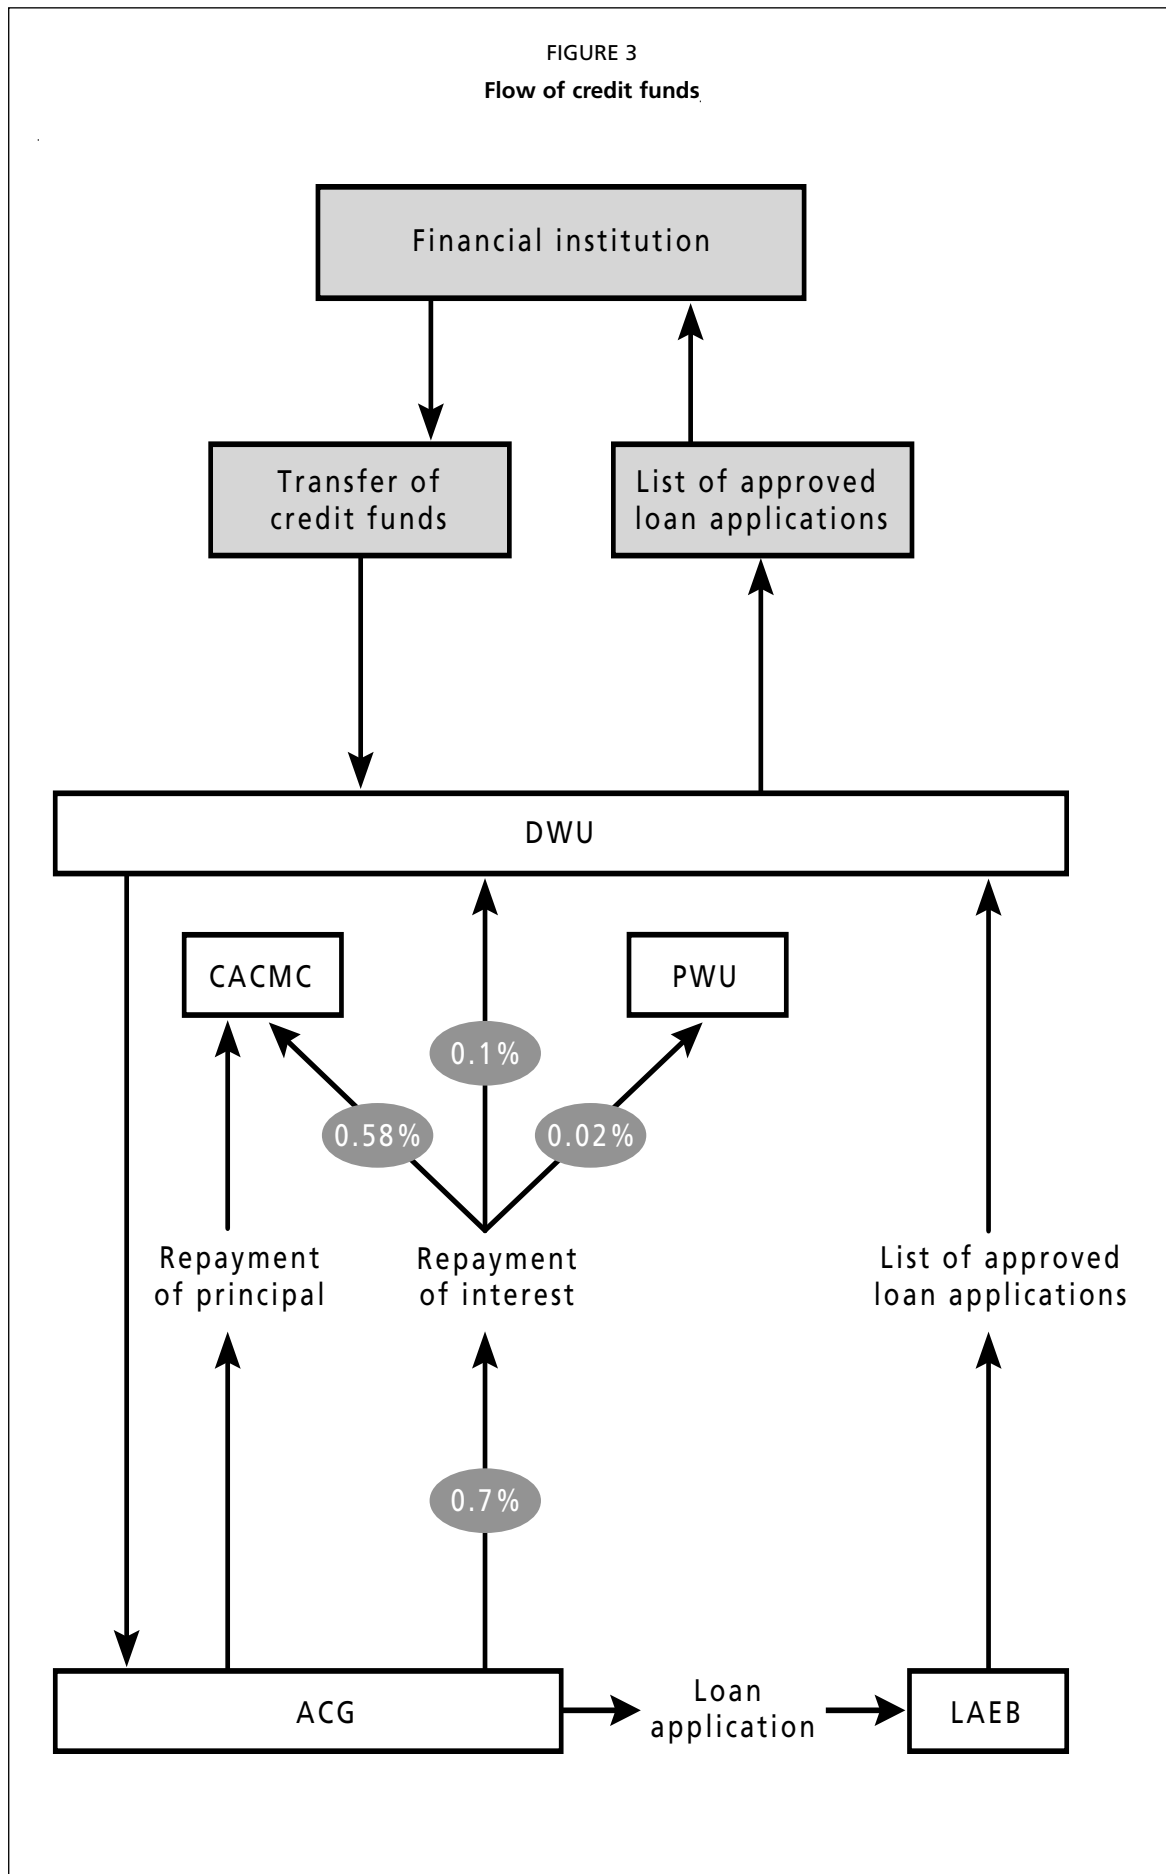 FIGURE 3
Flow of credit funds
Financial institution
Transfer of
credit funds
List of approved
loan applications
DWU
CACMC
PWU
0.1%
0.58%
0.02%
Repayment
of principal
Repayment
of interest
List of approved
loan applications
0.7%
ACG
Loan
application
LAEB